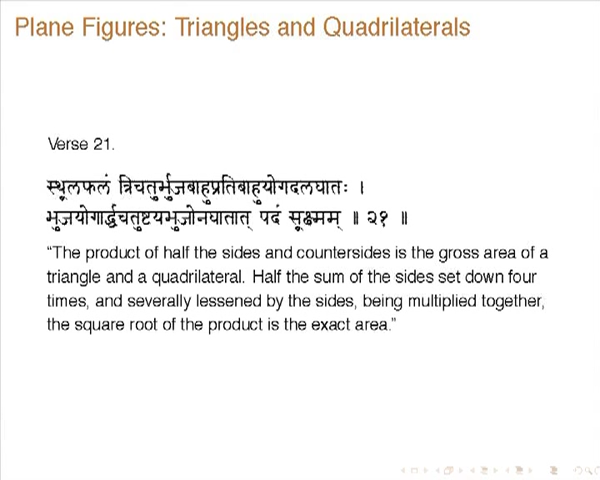 Plane Figures: Triangles and Quadrilaterals
Verse 21.
स्थूलफलं त्रिचतुर्भुजबाहुप्रतिबाहुयोगदलघातः ।
भुजयोगार्द्धचतुष्टयभुजोनघातात् पदं सूक्ष्मम् ॥ २१ ॥
“The product of half the sides and countersides is the gross area of a
triangle and a quadrilateral. Half the sum of the sides set down four
times, and severally lessened by the sides, being multiplied together,
the square root of the product is the exact area.”